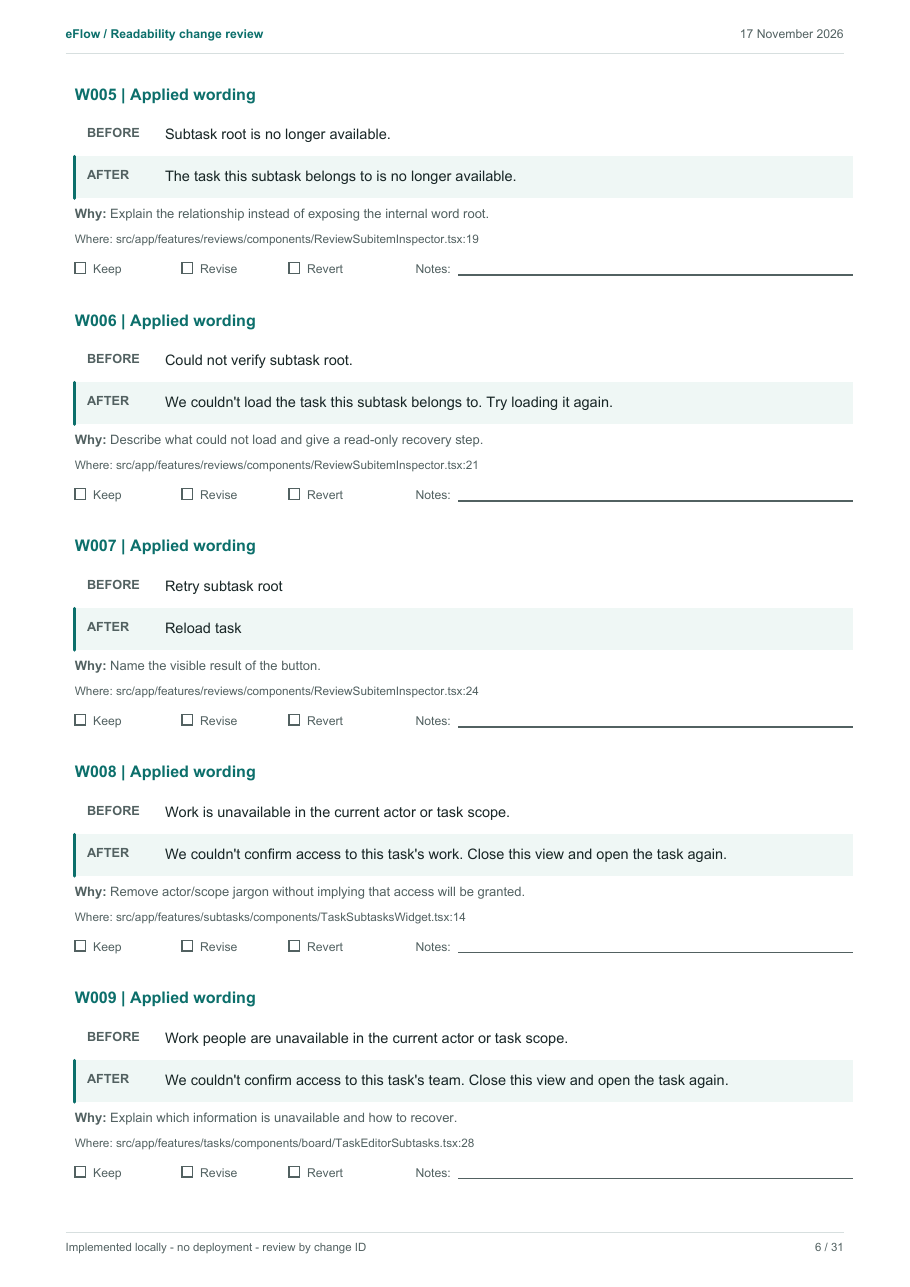 eFlow / Readability change review 17 November 2026
W005 | Applied wording
BEFORE Subtask root is no longer available.
AFTER The task this subtask belongs to is no longer available.
Why: Explain the relationship instead of exposing the internal word root.
Where: src/app/features/reviews/components/ReviewSubitemInspector.tsx:19
Keep Revise Revert Notes:
W006 | Applied wording
BEFORE Could not verify subtask root.
AFTER We couldn't load the task this subtask belongs to. Try loading it again.
Why: Describe what could not load and give a read-only recovery step.
Where: src/app/features/reviews/components/ReviewSubitemInspector.tsx:21
Keep Revise Revert Notes:
W007 | Applied wording
BEFORE Retry subtask root
AFTER Reload task
Why: Name the visible result of the button.
Where: src/app/features/reviews/components/ReviewSubitemInspector.tsx:24
Keep Revise Revert Notes:
W008 | Applied wording
BEFORE Work is unavailable in the current actor or task scope.
AFTER We couldn't confirm access to this task's work. Close this view and open the task again.
Why: Remove actor/scope jargon without implying that access will be granted.
Where: src/app/features/subtasks/components/TaskSubtasksWidget.tsx:14
Keep Revise Revert Notes:
W009 | Applied wording
BEFORE Work people are unavailable in the current actor or task scope.
AFTER We couldn't confirm access to this task's team. Close this view and open the task again.
Why: Explain which information is unavailable and how to recover.
Where: src/app/features/tasks/components/board/TaskEditorSubtasks.tsx:28
Keep Revise Revert Notes:
Implemented locally - no deployment - review by change ID 6 / 31